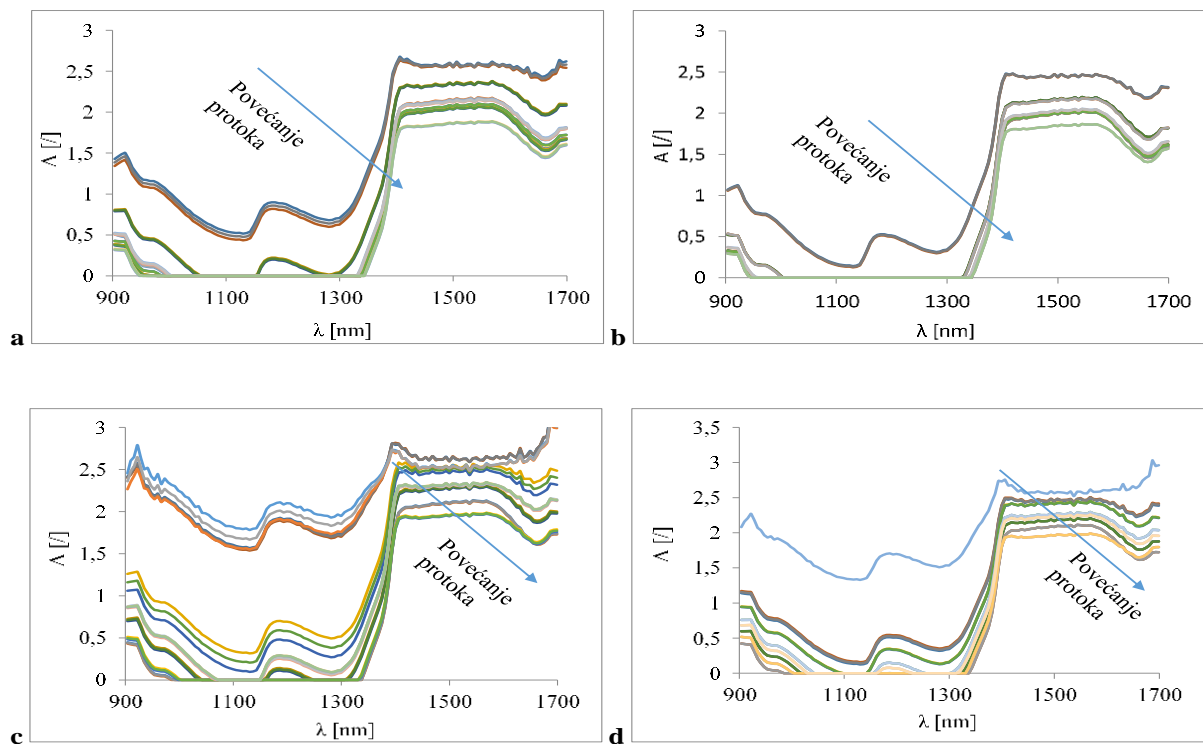 3
2,5
2
1,5
1
0,5
0
900 1100 1300 1500 1700
Λ [/]
λ [nm]
Povećanje
protoka
a
3
2,5
2
1,5
1
0,5
0
900 1100 1300 1500 1700
A [/]
λ [nm]
Povećanje
protoka
b
3
2,5
2
1,5
1
0,5
0
900 1100 1300 1500 1700
Λ [/]
λ [nm]
Povećanje
protoka
c
3,5
3
2,5
2
1,5
1
0,5
0
900 1100 1300 1500 1700
Λ [/]
λ [nm]
Povećanje
protoka
d